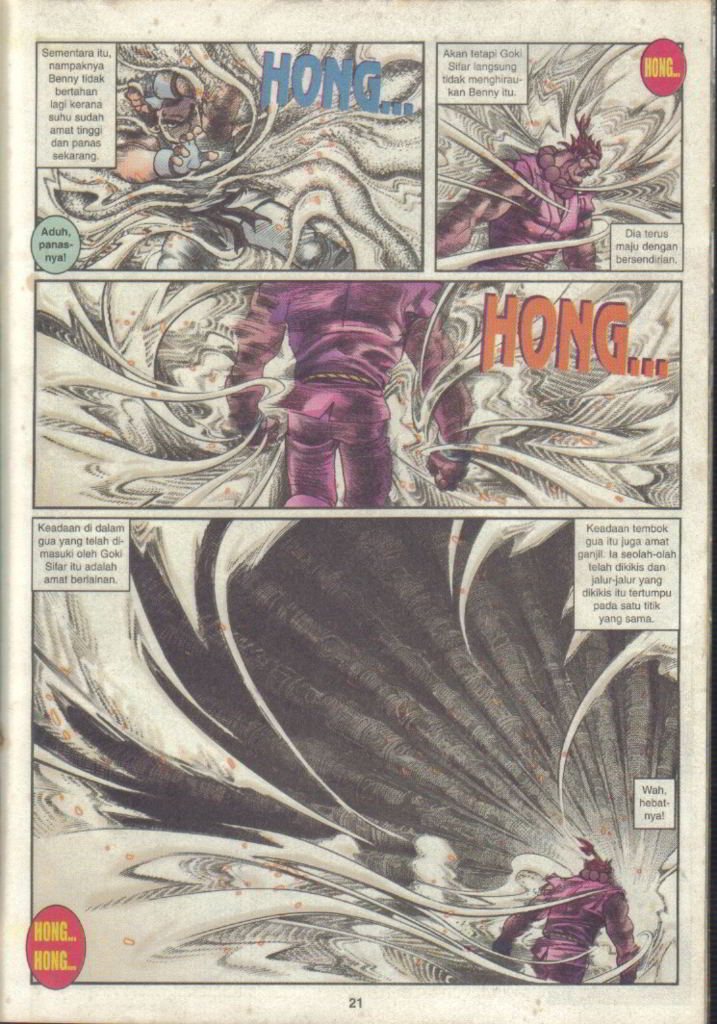 Sementara itu,
nampaknya
Benny tidak
bertahan
lagi kerana
suhu sudah
amat tinggi
dan panas
sekarang.
HONG...
Aduh,
panas-
nya!
Akan tetapi Goki
Sifar langsung
tidak menghirau-
kan Benny itu.
HONG...
Dia terus
maju dengan
bersendirian.
HONG...
Keadaan di dalam
gua yang telah di-
masuki oleh Goki
Sifar itu adalah
amat berlainan.
Keadaan tembok
gua itu juga amat
ganjil. Ia seolah-olah
telah dikikis dan
jalur-jalur yang
dikikis itu tertumpu
pada satu titik
yang sama.
Wah,
hebat-
nya!
HONG...
HONG...
21